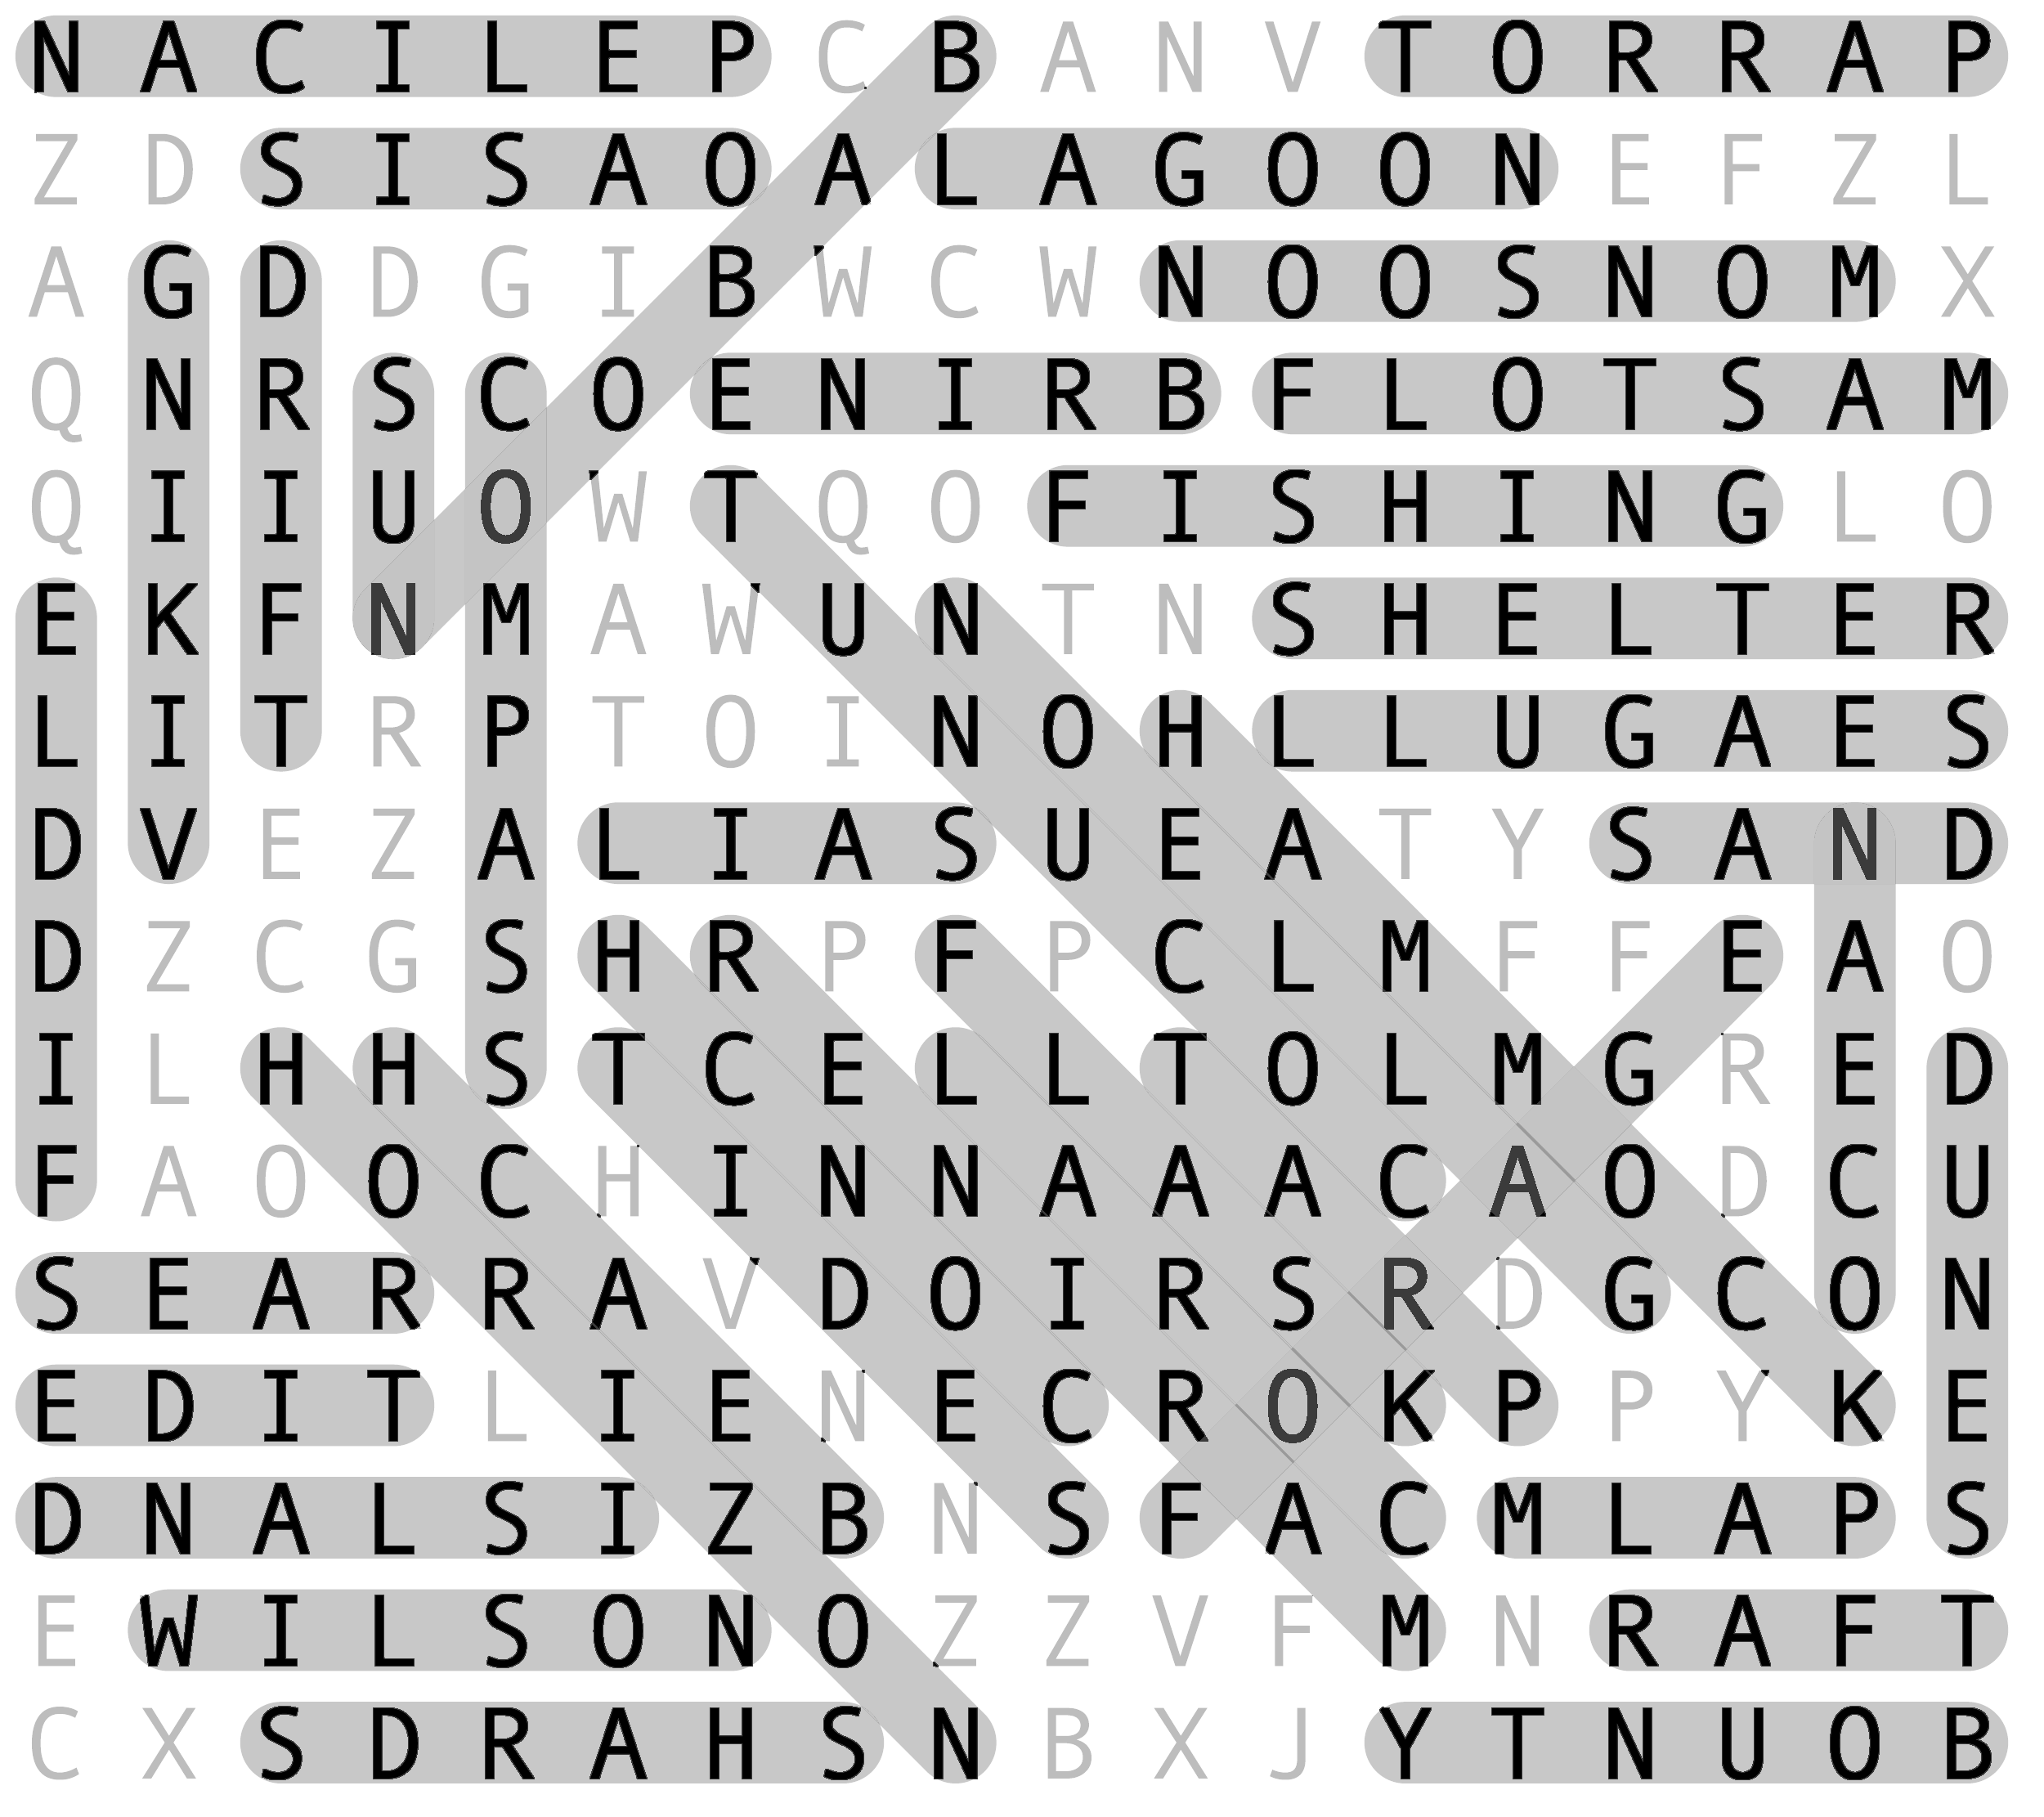 N A C I L E P C B A N V T O R R A P
Z D S I S A O A L A G O O N E F Z L
A G D D G I B W C W N O O S N O M X
Q N R S C O E N I R B F L O T S A M
Q I I U O W T Q O F I S H I N G L O
E K F N M A W U N T N S H E L T E R
L I T R P T O I N O H L L U G A E S
D V E Z A L I A S U E A T Y S A N D
D Z C G S H R P F P C L M F F E A O
I L H H S T C E L L T O L M G R E D
F A O O C H I N N A A A C A O D C U
S E A R R A V D O I R S R D G C O N
E D I T L I E N E C R O K P P Y K E
D N A L S I Z B N S F A C M L A P S
E W I L S O N O Z Z V F M N R A F T
C X S D R A H S N B X J Y T N U O B